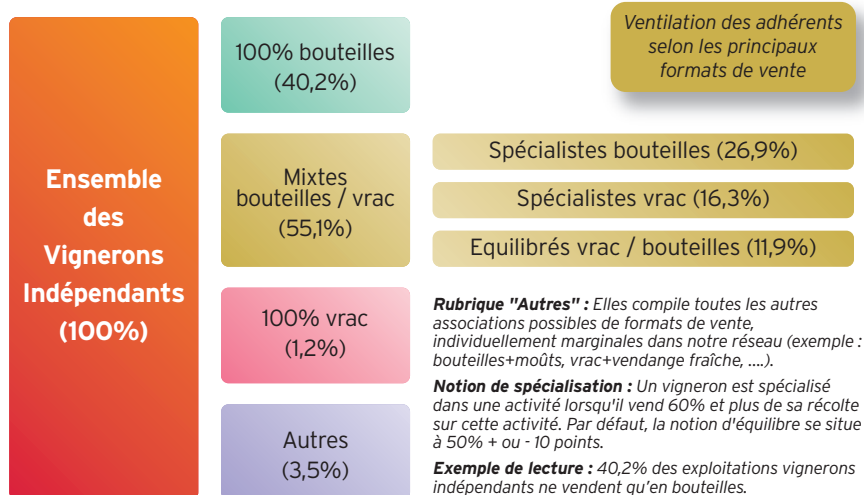 Ensemble
des
Vignerons
Indépendants
(100%)
100% bouteilles
(40,2%)
Mixtes
bouteilles / vrac
(55,1%)
100% vrac
(1,2%)
Autres
(3,5%)
Ventilation des adhérents
selon les principaux
formats de vente
Spécialistes bouteilles (26,9%)
Spécialistes vrac (16,3%)
Equilibrés vrac / bouteilles (11,9%)
Rubrique "Autres" : Elles compile toutes les autres
associations possibles de formats de vente,
individuellement marginales dans notre réseau (exemple :
bouteilles+moûts, vrac+vendange fraîche, ....).
Notion de spécialisation : Un vigneron est spécialisé
dans une activité lorsqu'il vend 60% et plus de sa récolte
sur cette activité. Par défaut, la notion d'équilibre se situe
à 50% + ou - 10 points.
Exemple de lecture : 40,2% des exploitations vignerons
indépendants ne vendent qu'en bouteilles.